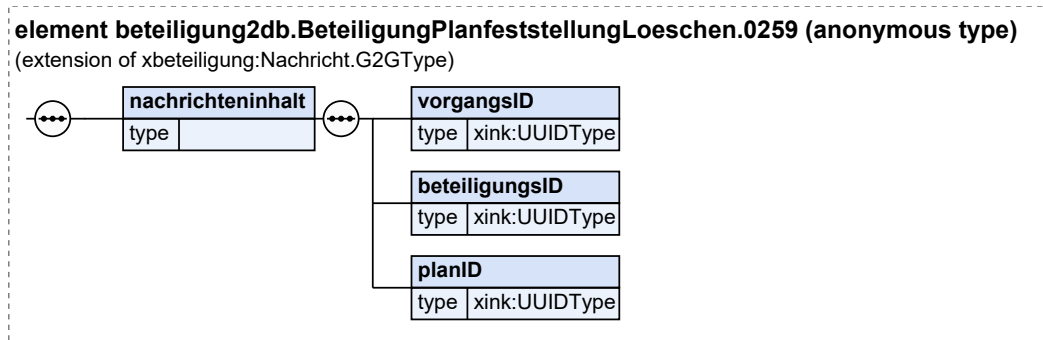 element beteiligung2db.BeteiligungPlanfeststellungLoeschen.0259 (anonymous type)
(extension of xbeteiligung:Nachricht.G2GType)
nachrichteninhalt
type
vorgangsID
type xink:UUIDType
beteiligungsID
type xink:UUIDType
planID
type xink:UUIDType